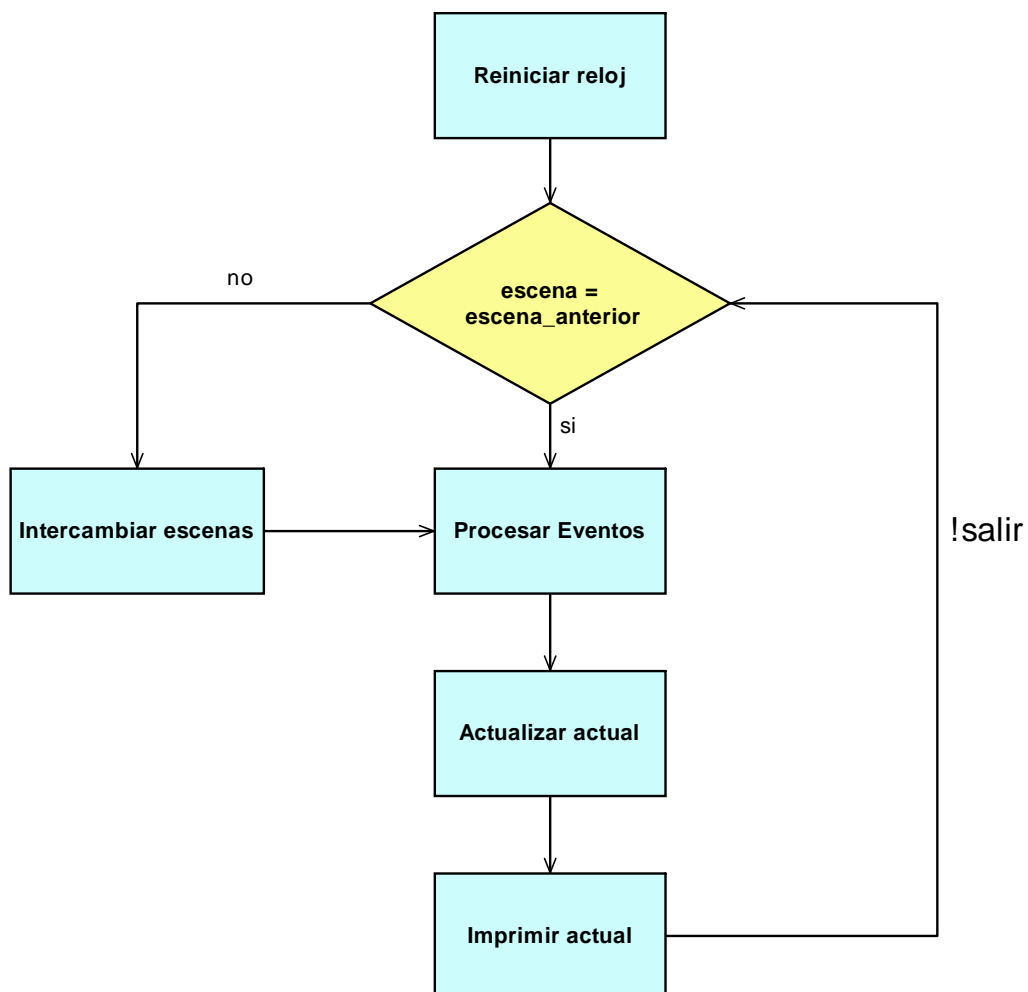 Reiniciar reloj
no
escena =
escena_anterior
si
Intercambiar escenas
Procesar Eventos
!salir
Actualizar actual
Imprimir actual